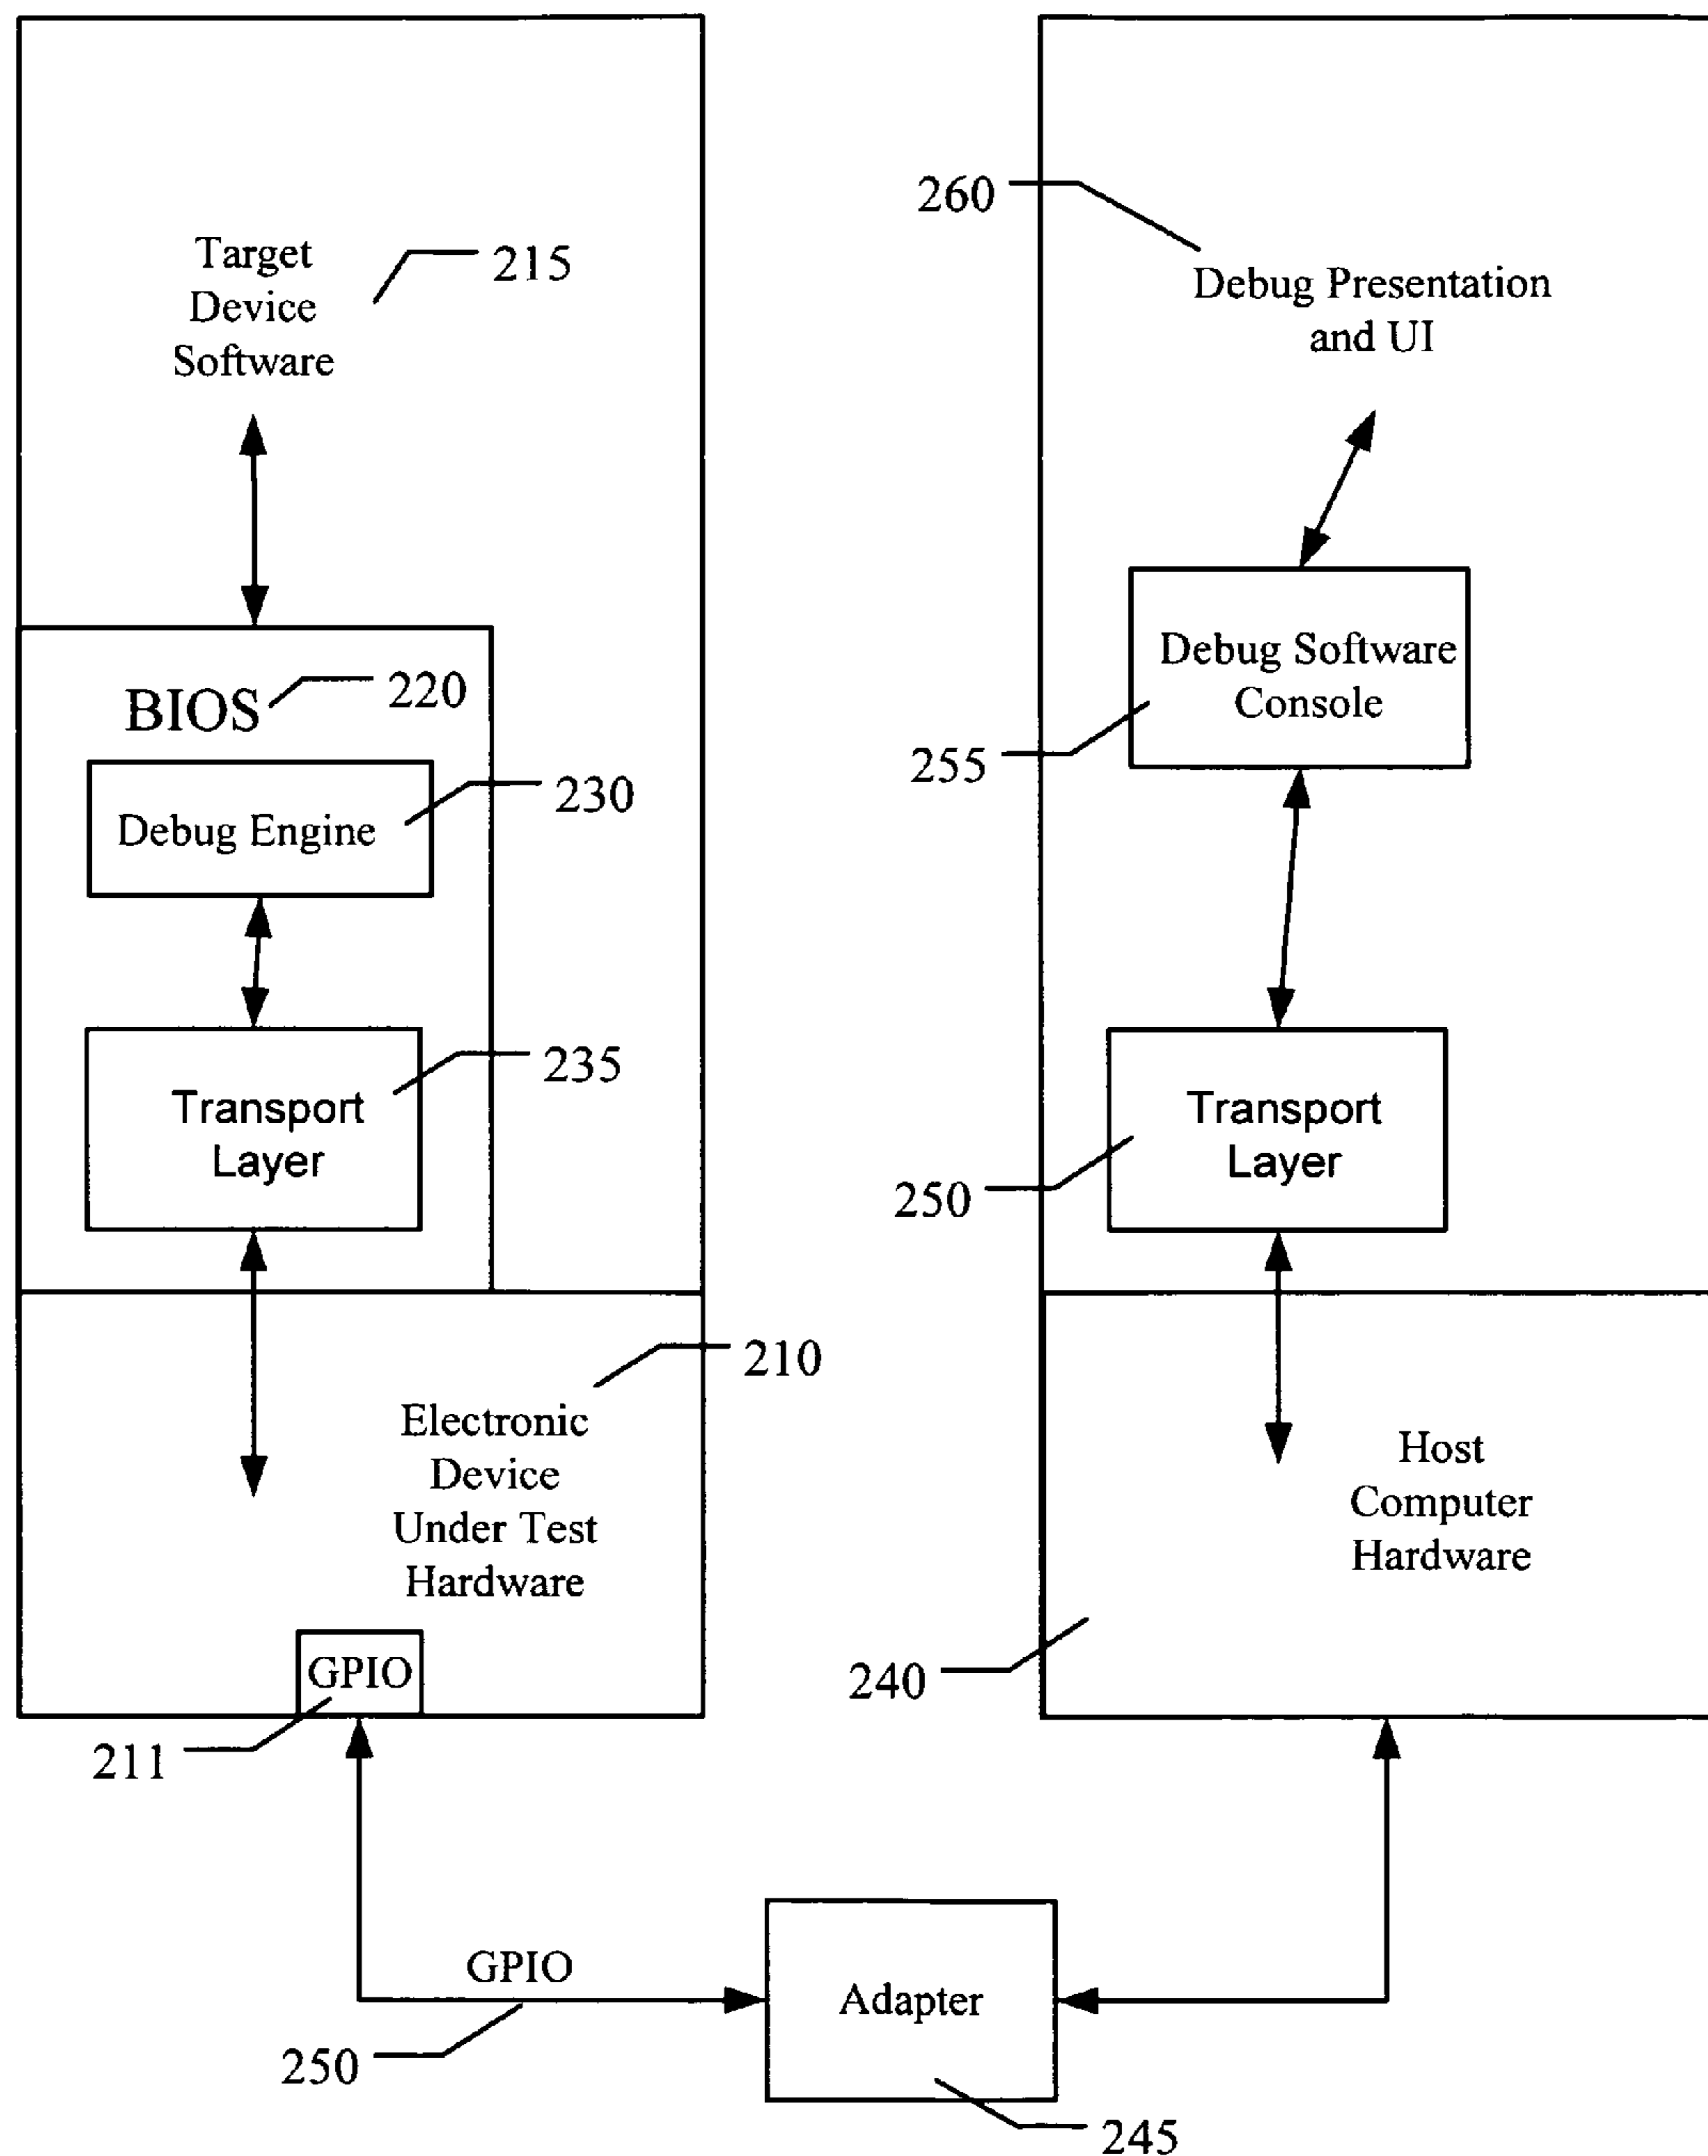 Target
Device
Software
215
BIOS
220
Debug Engine
230
Transport
Layer
235
Electronic
Device
Under Test
Hardware
210
GPIO
211
GPIO
250
Adapter
245
260
Debug Presentation
and UI
Debug Software
Console
255
Transport
Layer
250
Host
Computer
Hardware
240